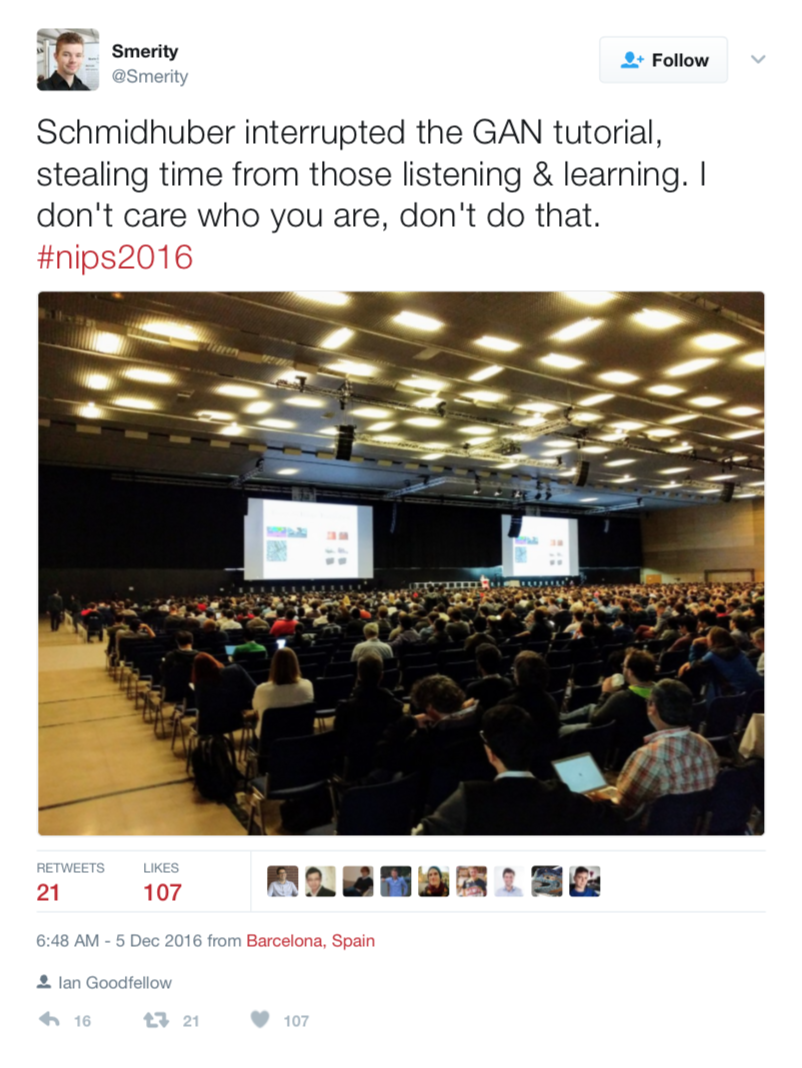 Smerity
@Smerity
Follow
Schmidhuber interrupted the GAN tutorial,
stealing time from those listening & learning. I
don't care who you are, don't do that.
#nips2016
RETWEETS
LIKES
21
107
6:48 AM - 5 Dec 2016 from Barcelona, Spain
Ian Goodfellow
16
21
107